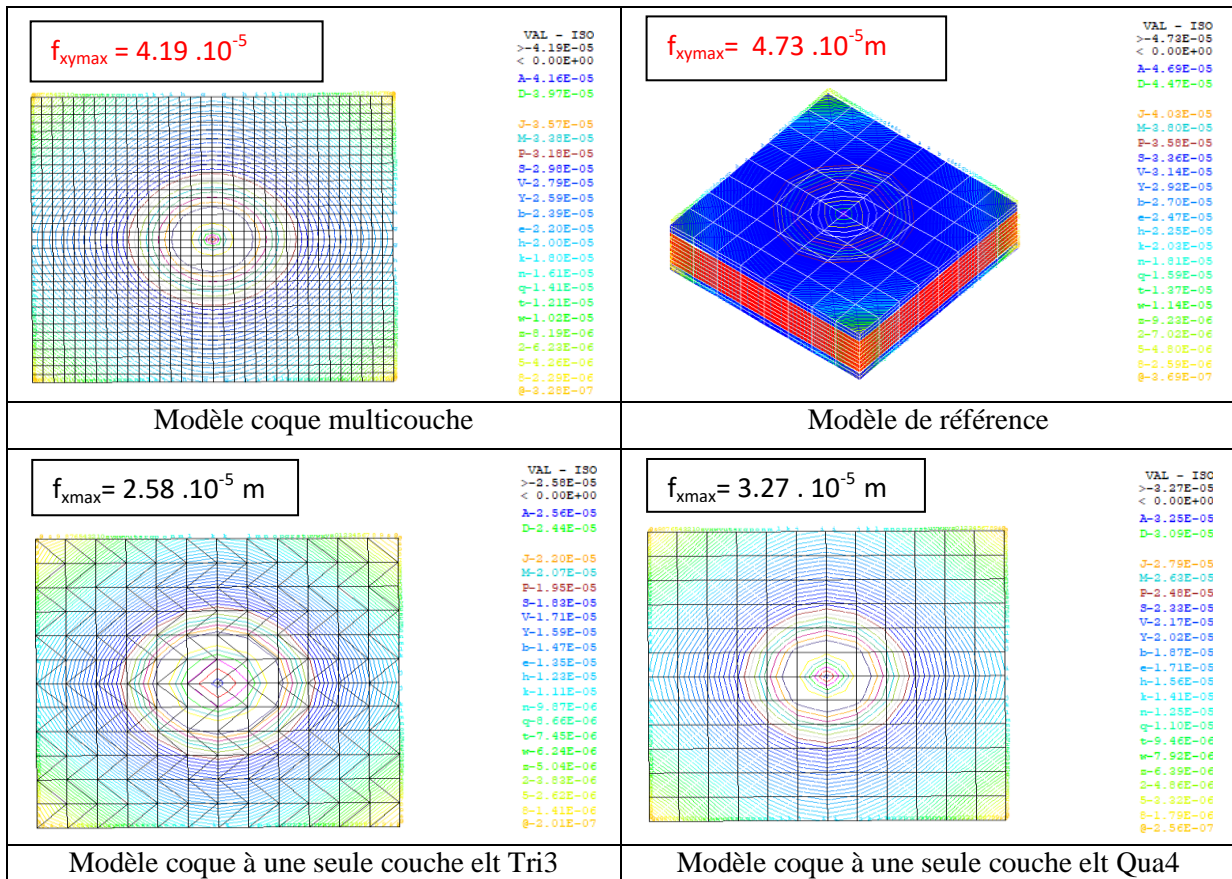 f_xymax = 4.19 .10^-5
VAL - ISO
>-4.19E-05
< 0.00E+00
A-4.16E-05
D-3.97E-05
J-3.57E-05
M-3.38E-05
P-3.18E-05
S-2.98E-05
V-2.79E-05
Y-2.59E-05
b-2.39E-05
e-2.20E-05
h-2.00E-05
k-1.80E-05
n-1.61E-05
q-1.41E-05
t-1.21E-05
w-1.02E-05
z-8.19E-06
2-6.23E-06
5-4.26E-06
8-2.29E-06
@-3.28E-07
Modèle coque multicouche
f_xymax= 4.73 .10^-5 m
VAL - ISO
>-4.73E-05
< 0.00E+00
A-4.69E-05
D-4.47E-05
J-4.03E-05
M-3.80E-05
P-3.58E-05
S-3.36E-05
V-3.14E-05
Y-2.92E-05
b-2.70E-05
e-2.47E-05
h-2.25E-05
k-2.03E-05
n-1.81E-05
q-1.59E-05
t-1.37E-05
w-1.14E-05
z-9.23E-06
2-7.02E-06
5-4.80E-06
8-2.59E-06
@-3.69E-07
Modèle de référence
f_xmax= 2.58 .10^-5 m
VAL - ISO
>-2.58E-05
< 0.00E+00
A-2.56E-05
D-2.44E-05
J-2.20E-05
M-2.07E-05
P-1.95E-05
S-1.83E-05
V-1.71E-05
Y-1.59E-05
b-1.47E-05
e-1.35E-05
h-1.23E-05
k-1.11E-05
n-9.87E-06
q-8.66E-06
t-7.45E-06
w-6.24E-06
z-5.04E-06
2-3.83E-06
5-2.62E-06
8-1.41E-06
@-2.01E-07
Modèle coque à une seule couche elt Tri3
f_xmax= 3.27 . 10^-5 m
VAL - ISO
>-3.27E-05
< 0.00E+00
A-3.25E-05
D-3.09E-05
J-2.79E-05
M-2.63E-05
P-2.48E-05
S-2.33E-05
V-2.17E-05
Y-2.02E-05
b-1.87E-05
e-1.71E-05
h-1.56E-05
k-1.41E-05
n-1.25E-05
q-1.10E-05
t-9.46E-06
w-7.92E-06
z-6.39E-06
2-4.86E-06
5-3.32E-06
8-1.79E-06
@-2.56E-07
Modèle coque à une seule couche elt Qua4